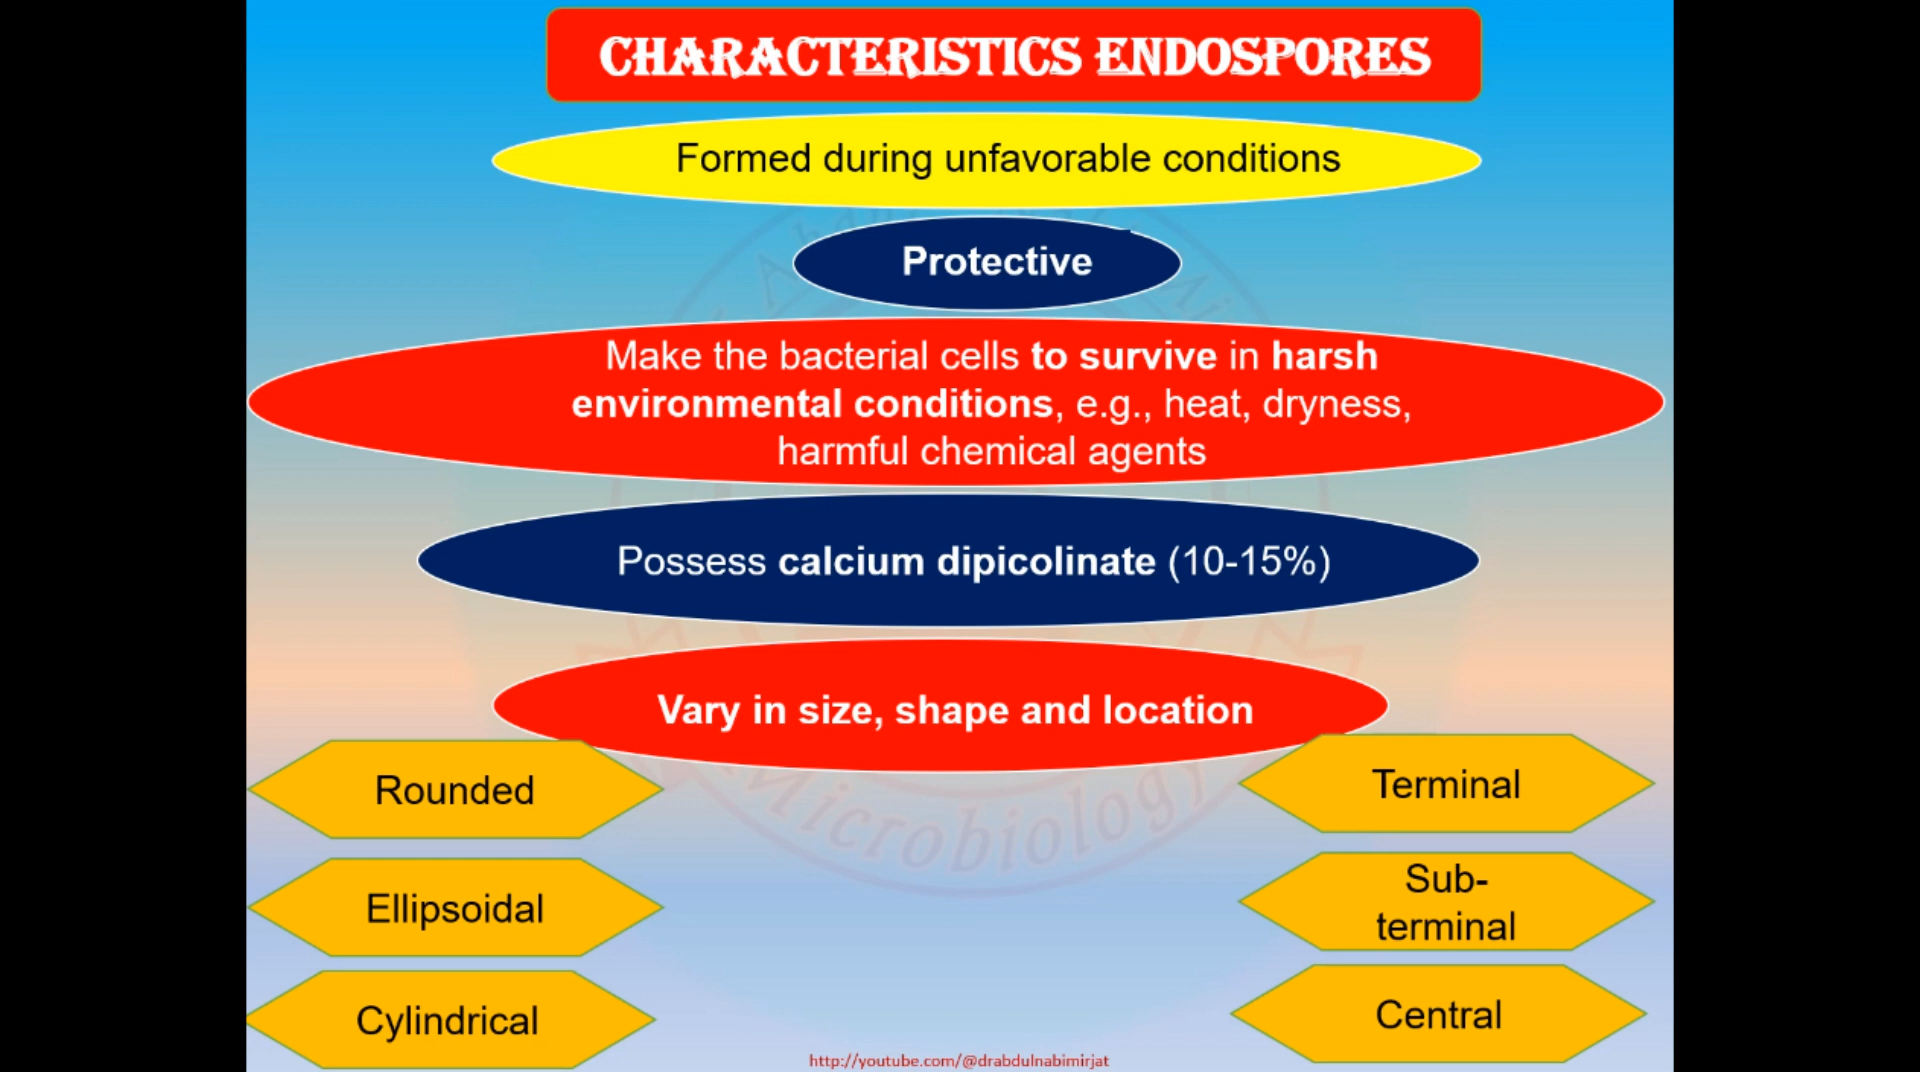 CHARACTERISTICS ENDOSPORES
Formed during unfavorable conditions
Protective
Make the bacterial cells to survive in harsh
environmental conditions, e.g., heat, dryness,
harmful chemical agents
Possess calcium dipicolinate (10-15%)
Vary in size, shape and location
Rounded
Ellipsoidal
Cylindrical
Terminal
Sub-
terminal
Central
Microbiology
http://youtube.com/@drabdulnabimirjat